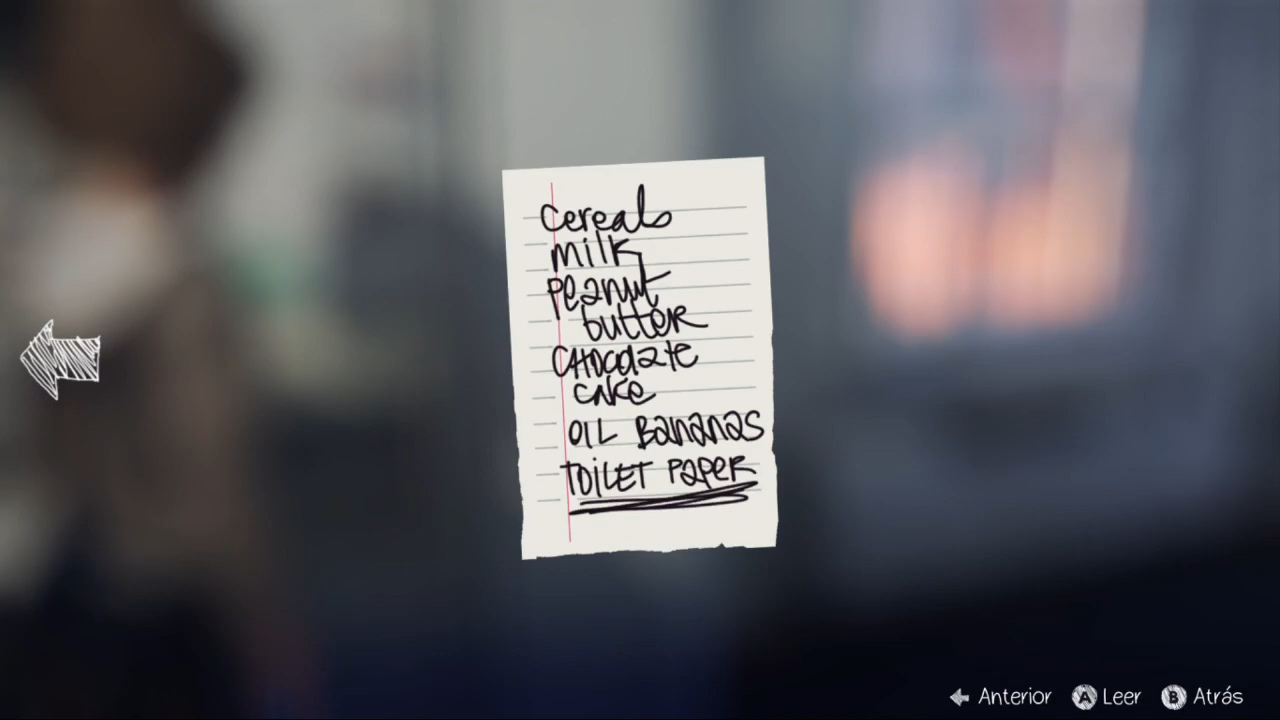 cereals
milk
peanut
butter
CHocolate
cake
OIL Bananas
TOiLET PaPeR
Anterior A Leer B Atrás